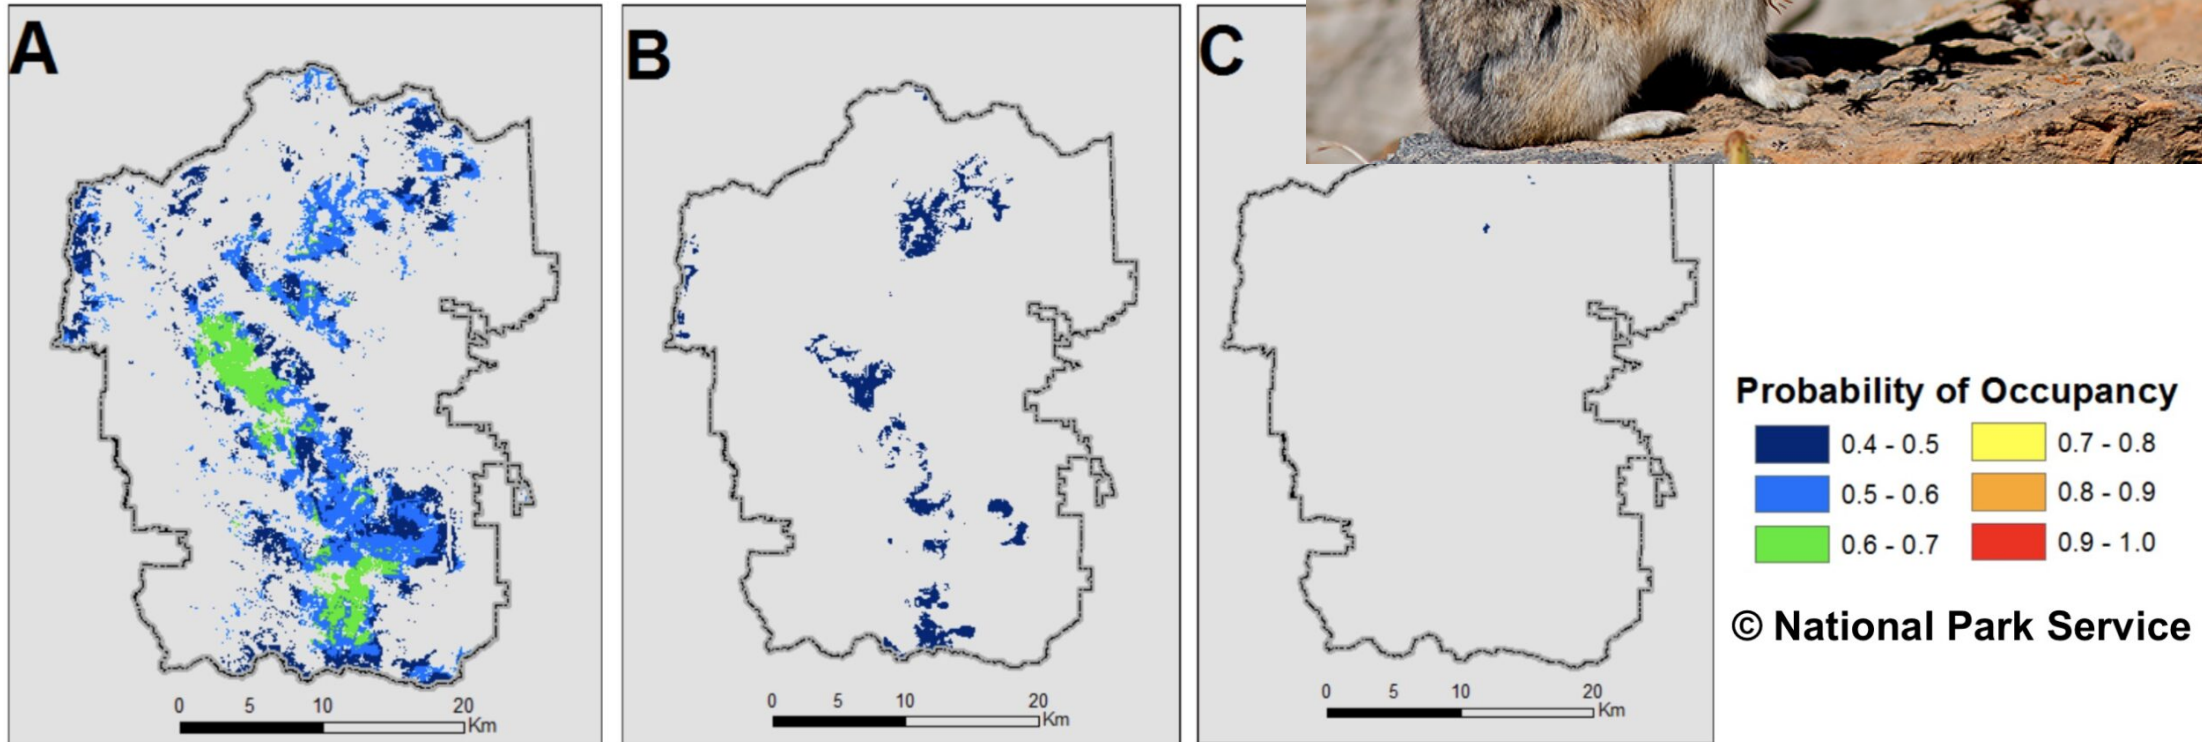 A
B
C
0 5 10 20
Km
0 5 10 20
Km
0 5 10 20
Km
Probability of Occupancy
0.4 - 0.5 0.7 - 0.8
0.5 - 0.6 0.8 - 0.9
0.6 - 0.7 0.9 - 1.0
© National Park Service